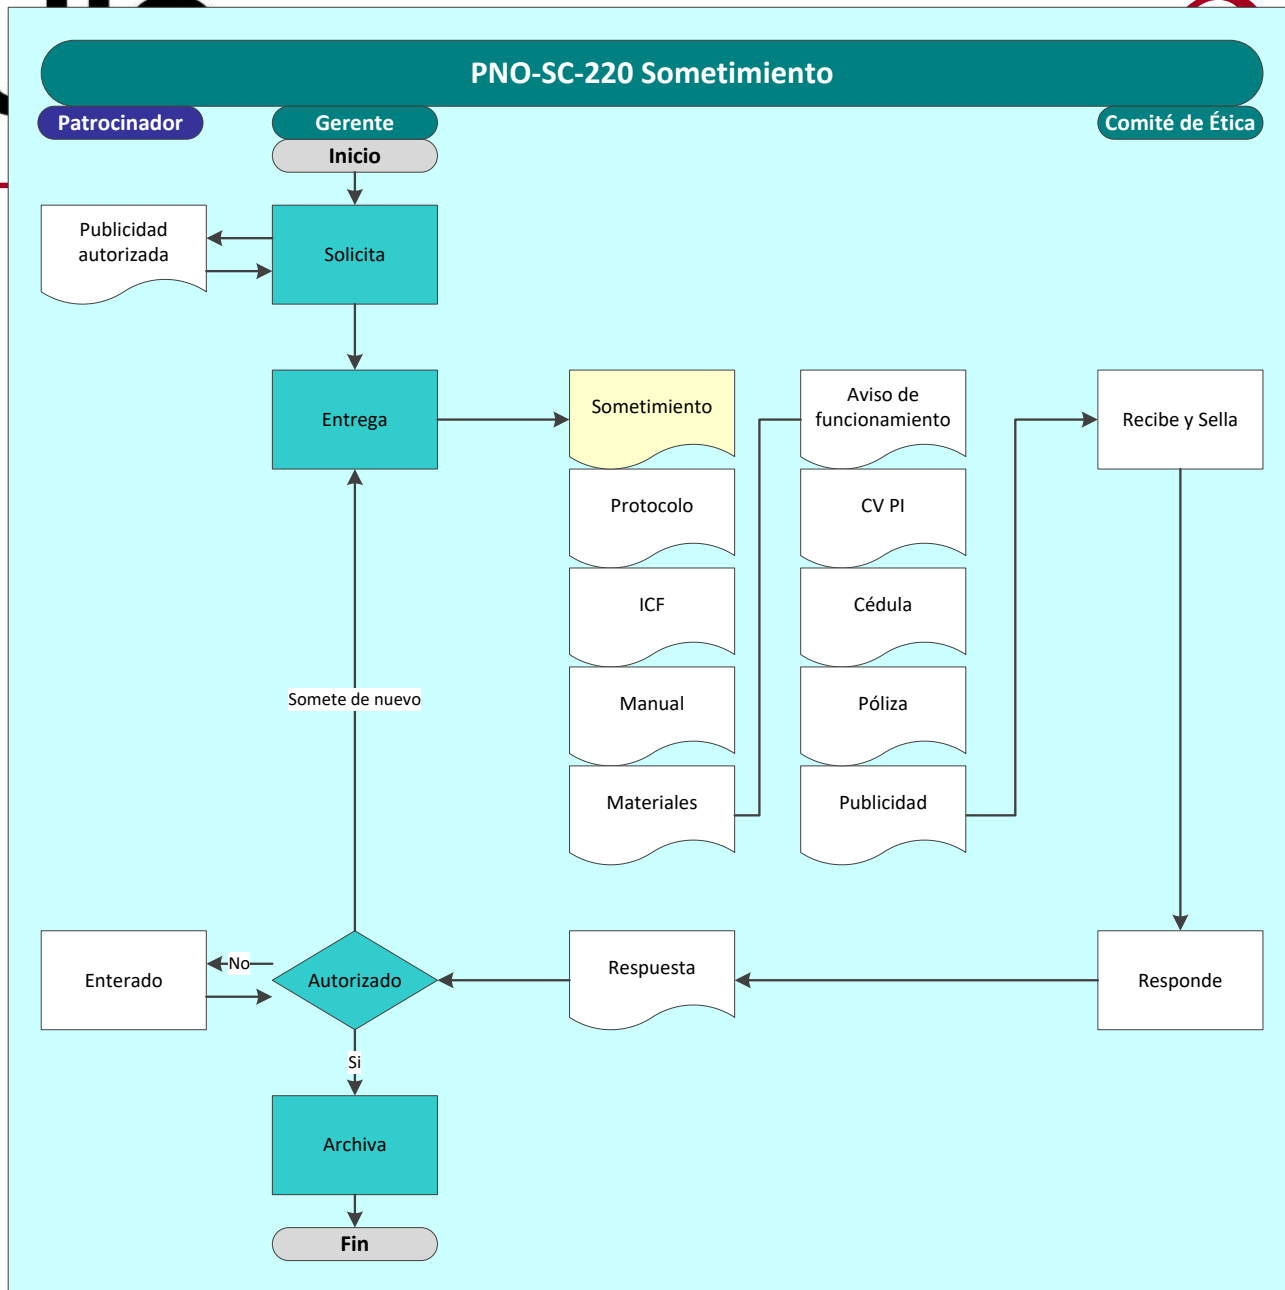 PNO-SC-220 Sometimiento
Patrocinador
Gerente
Comité de Ética
Inicio
Publicidad
autorizada
Solicita
Entrega
Sometimiento
Aviso de
funcionamiento
Recibe y Sella
Protocolo
CV PI
ICF
Cédula
Somete de nuevo
Manual
Póliza
Materiales
Publicidad
Enterado
No
Autorizado
Respuesta
Responde
Si
Archiva
Fin